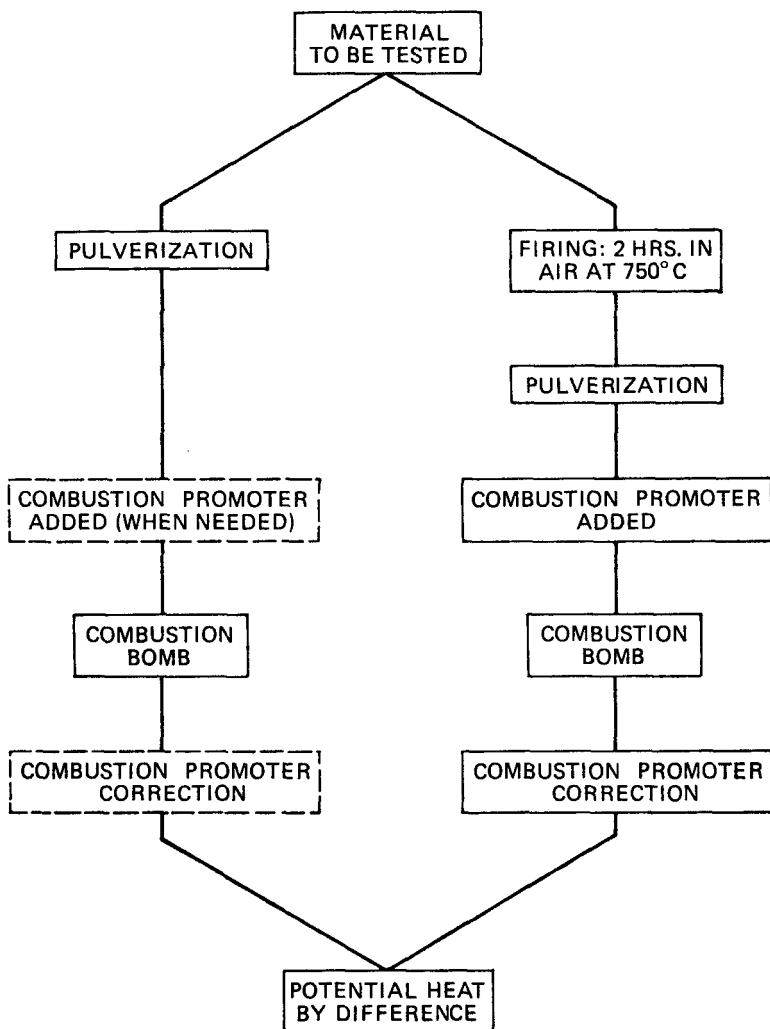 MATERIAL
TO BE TESTED
PULVERIZATION
FIRING: 2 HRS. IN
AIR AT 750°C
PULVERIZATION
COMBUSTION PROMOTER
ADDED (WHEN NEEDED)
COMBUSTION PROMOTER
ADDED
COMBUSTION
BOMB
COMBUSTION
BOMB
COMBUSTION PROMOTER
CORRECTION
COMBUSTION PROMOTER
CORRECTION
POTENTIAL HEAT
BY DIFFERENCE